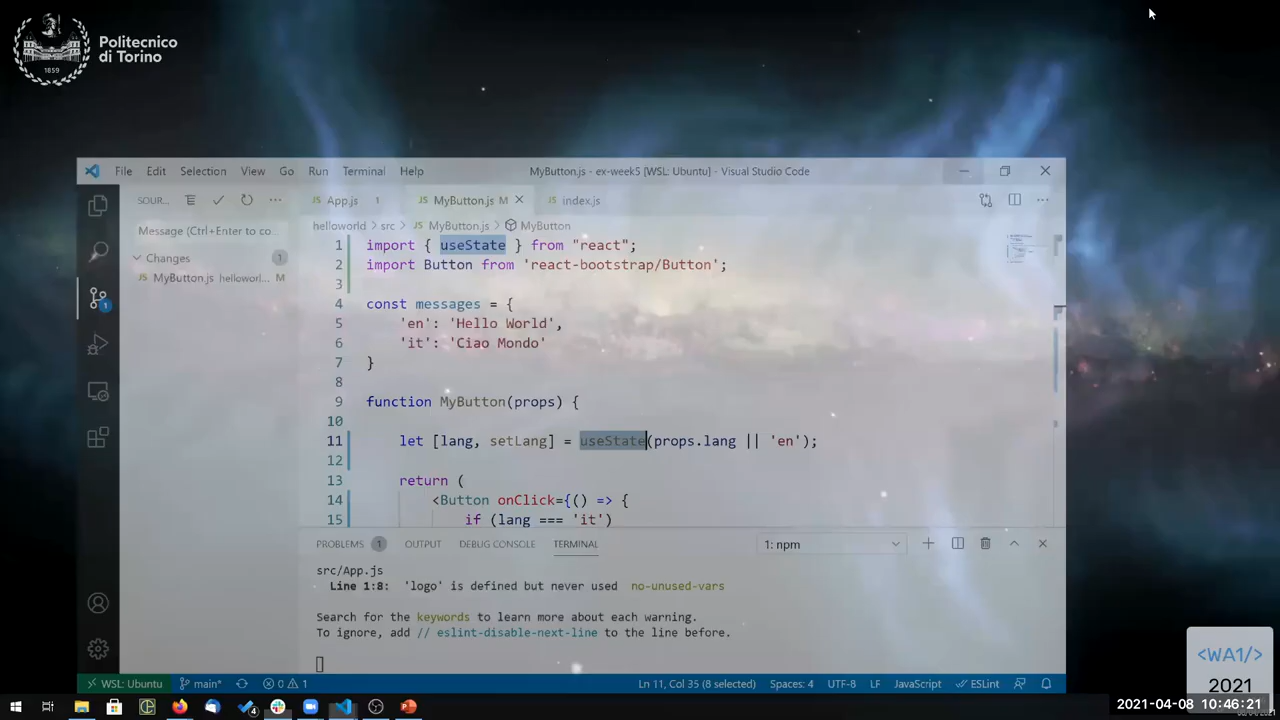 Politecnico
di Torino
1859
File Edit Selection View Go Run Terminal Help
MyButton.js - ex-week5 [WSL: Ubuntu] - Visual Studio Code
SOUR...
JS App.js 1
JS MyButton.js M
JS index.js
helloworld > src > JS MyButton.js > MyButton
Message (Ctrl+Enter to co...
Changes 1
JS MyButton.js helloworl... M
1
1 import { useState } from "react";
2 import Button from 'react-bootstrap/Button';
3
4 const messages = {
5 'en': 'Hello World',
6 'it': 'Ciao Mondo'
7 }
8
9 function MyButton(props) {
10
11 let [lang, setLang] = useState(props.lang || 'en');
12
13 return (
14 <Button onClick={() => {
15 if (lang === 'it')
PROBLEMS 1 OUTPUT DEBUG CONSOLE TERMINAL
1: npm
src/App.js
Line 1:8: 'logo' is defined but never used no-unused-vars
Search for the keywords to learn more about each warning.
To ignore, add // eslint-disable-next-line to the line before.
WSL: Ubuntu main* 0 1
Ln 11, Col 35 (8 selected) Spaces: 4 UTF-8 LF JavaScript ESLint
<WA1/>
2021
4
2021-04-08 10:46:21